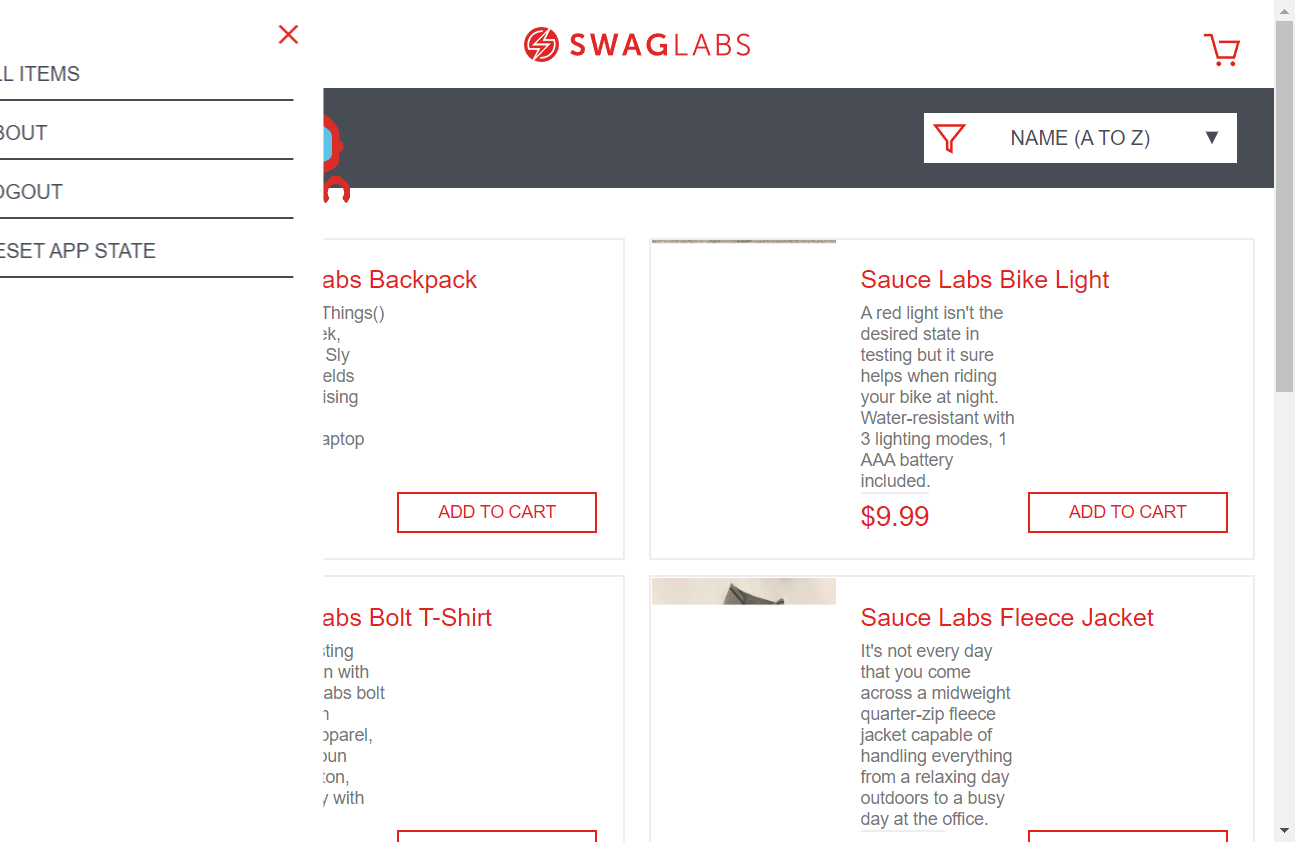 SWAGLABS
LL ITEMS
BOUT
OGOUT
ESET APP STATE
NAME (A TO Z)
abs Backpack
Things()
ek,
Sly
elds
ising
aptop
ADD TO CART
Sauce Labs Bike Light
A red light isn't the
desired state in
testing but it sure
helps when riding
your bike at night.
Water-resistant with
3 lighting modes, 1
AAA battery
included.
$9.99
ADD TO CART
abs Bolt T-Shirt
sting
n with
abs bolt
n
pparel,
oun
ton,
y with
Sauce Labs Fleece Jacket
It's not every day
that you come
across a midweight
quarter-zip fleece
jacket capable of
handling everything
from a relaxing day
outdoors to a busy
day at the office.